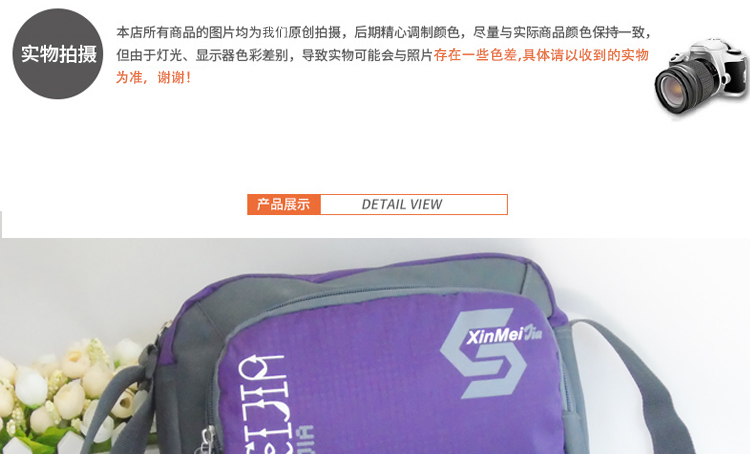 实物拍摄
本店所有商品的图片均为我们原创拍摄，后期精心调制颜色，尽量与实际商品颜色保持一致，
但由于灯光、显示器色彩差别，导致实物可能会与照片存在一些色差,具体请以收到的实物
为准，谢谢！
产品展示 DETAIL VIEW
XinMeiJia
EIJIA
JIA